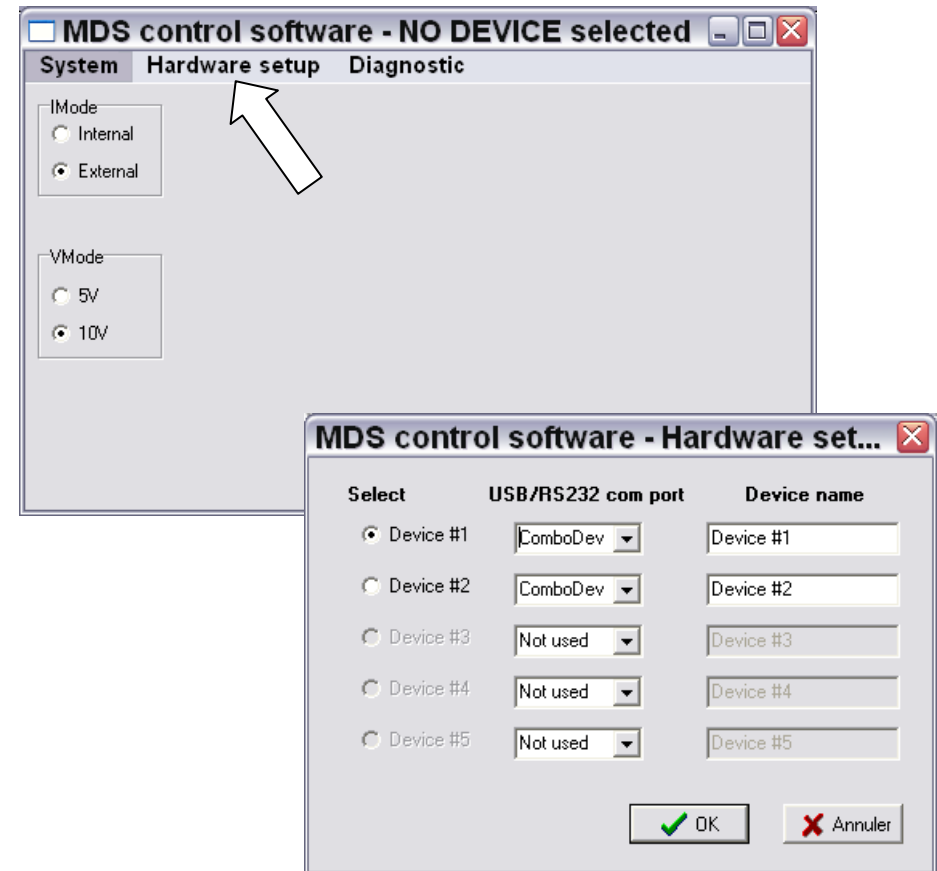 MDS control software - NO DEVICE selected
System Hardware setup Diagnostic
IMode
Internal
External
VMode
5V
10V
MDS control software - Hardware set...
Select USB/RS232 com port Device name
Device #1 ComboDev Device #1
Device #2 ComboDev Device #2
Device #3 Not used Device #3
Device #4 Not used Device #4
Device #5 Not used Device #5
OK Annuler